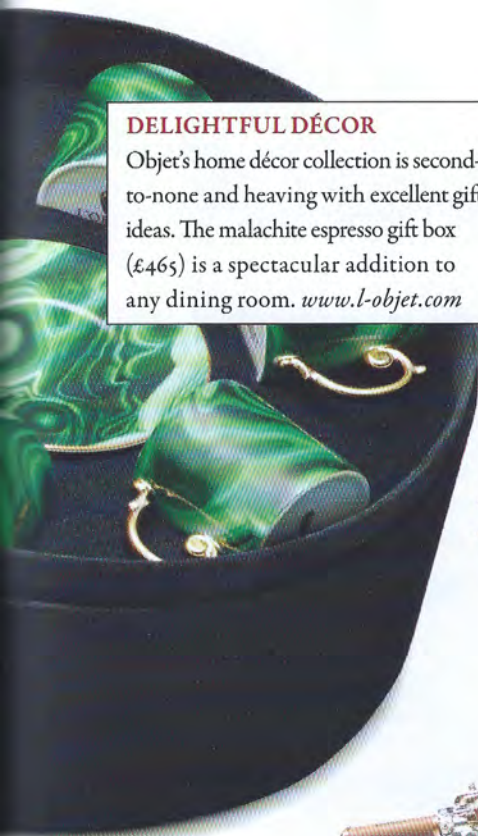 DELIGHTFUL DÉCOR
Objet's home décor collection is second-
to-none and heaving with excellent gift
ideas. The malachite espresso gift box
(£465) is a spectacular addition to
any dining room. www.l-objet.com